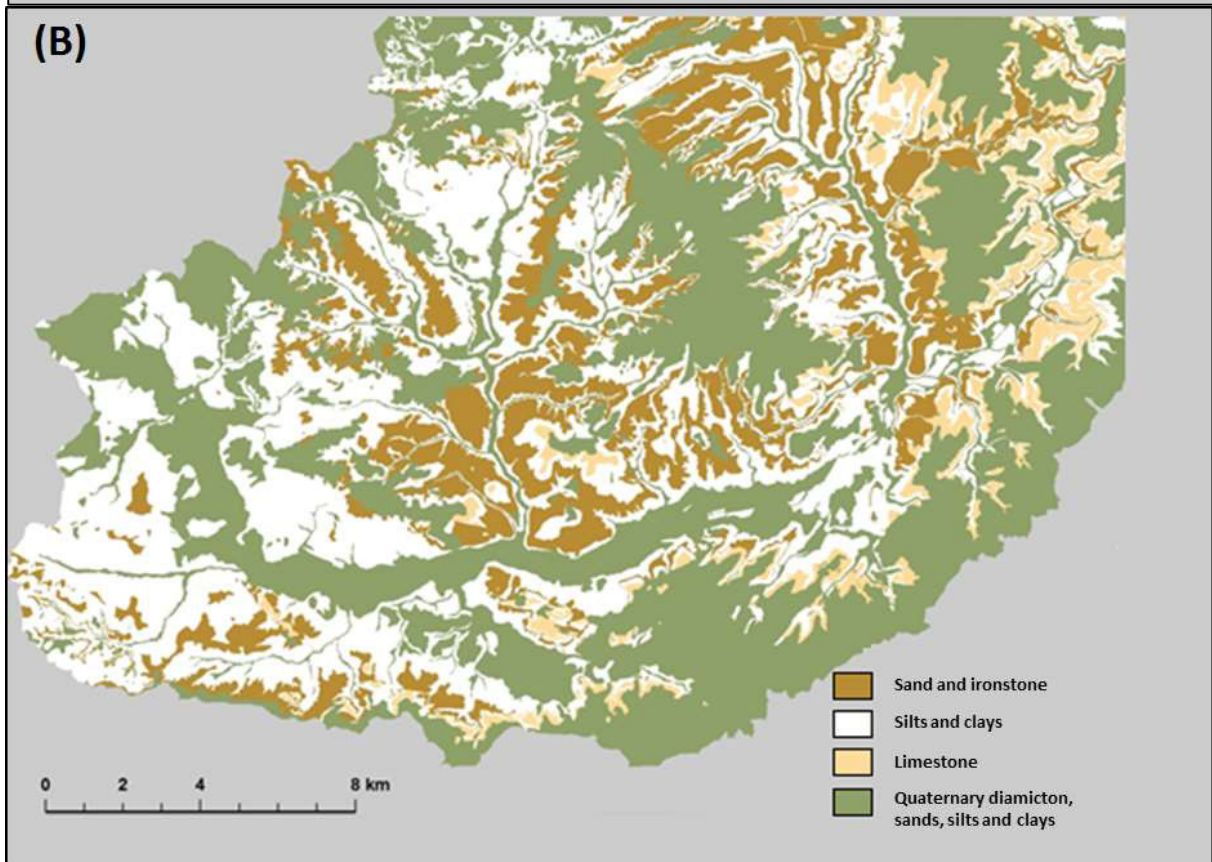 (B)
Sand and ironstone
Silts and clays
Limestone
Quaternary diamicton,
sands, silts and clays
0 2 4 8 km